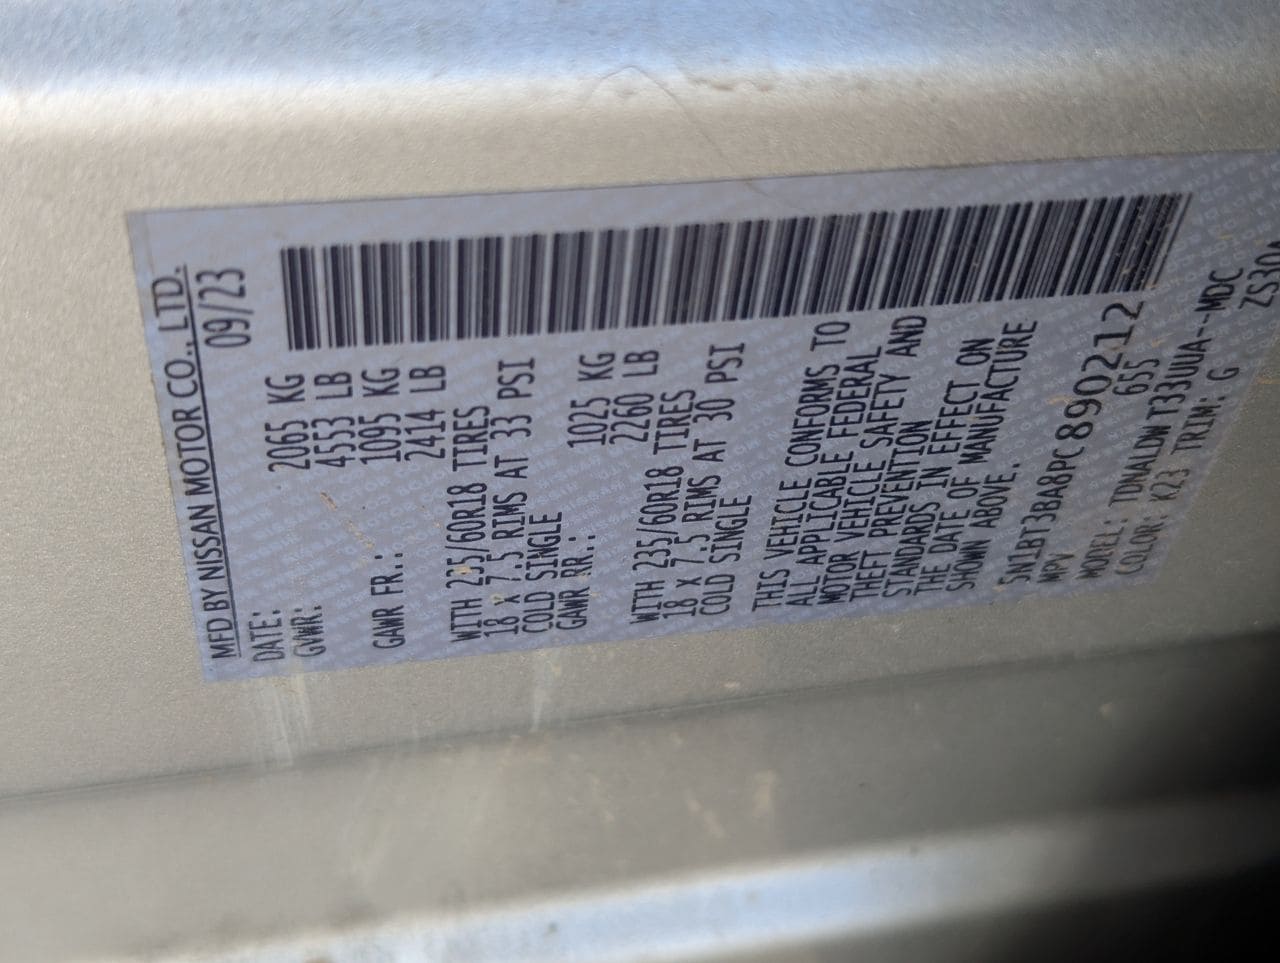 MFD BY NISSAN MOTOR CO., LTD.
DATE: 09/23
GVWR: 2065 KG
4553 LB
GAWR FR.: 1095 KG
2414 LB
WITH 235/60R18 TIRES
18 x 7.5 RIMS AT 33 PSI
COLD SINGLE
GAWR RR.: 1025 KG
2260 LB
WITH 235/60R18 TIRES
18 X 7.5 RIMS AT 30 PSI
COLD SINGLE
THIS VEHICLE CONFORMS TO
ALL APPLICABLE FEDERAL
MOTOR VEHICLE SAFETY AND
THEFT PREVENTION
STANDARDS IN EFFECT ON
THE DATE OF MANUFACTURE
SHOWN ABOVE.
5N1BT3BA8PC890212
MPV 655
MODEL: TDNALDW T33UUA--MDC
COLOR: K23 TRIM: G ZS30